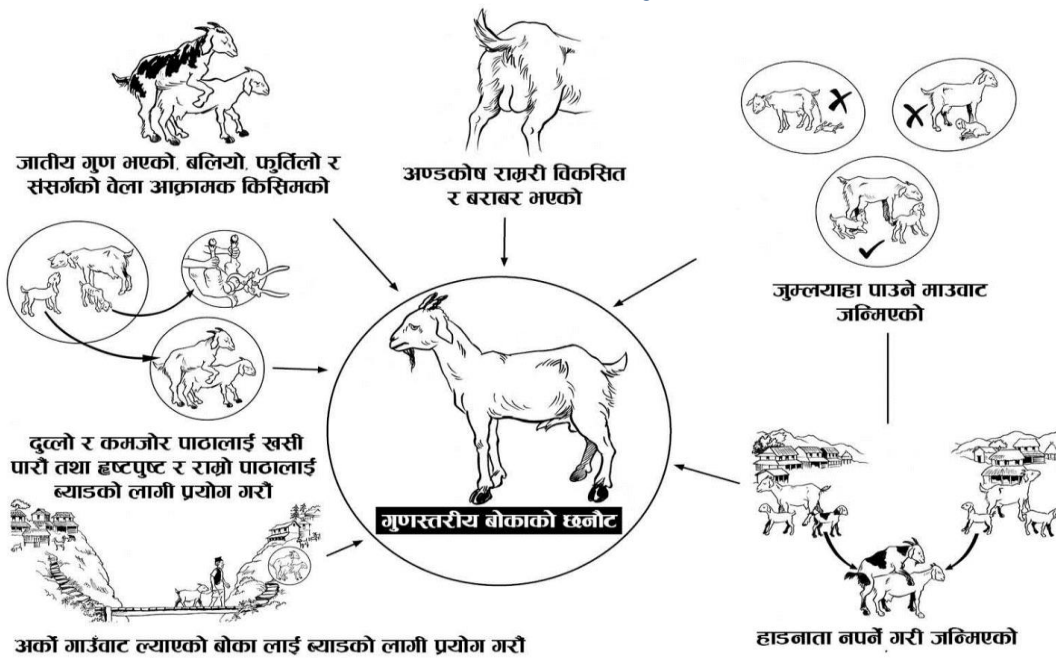 जातीय गुण भएको, बलियो, फुर्तिलो र
संसर्गको वेला आक्रामक किसिमको
अण्डकोष राम्ररी विकसित
र बराबर भएको
जुम्लयाहा पाउने माउवाट
जन्मिएको
दुव्लो र कमजोर पाठालाई खसी
पारौं तथा हृष्टपुष्ट र राम्रो पाठालाई
ब्याडको लागी प्रयोग गरौं
गुणस्तरीय बोकाको छनौट
अर्को गाउँवाट ल्याएको बोका लाई ब्याडको लागी प्रयोग गरौं
हाडनाता नपर्ने गरी जन्मिएको